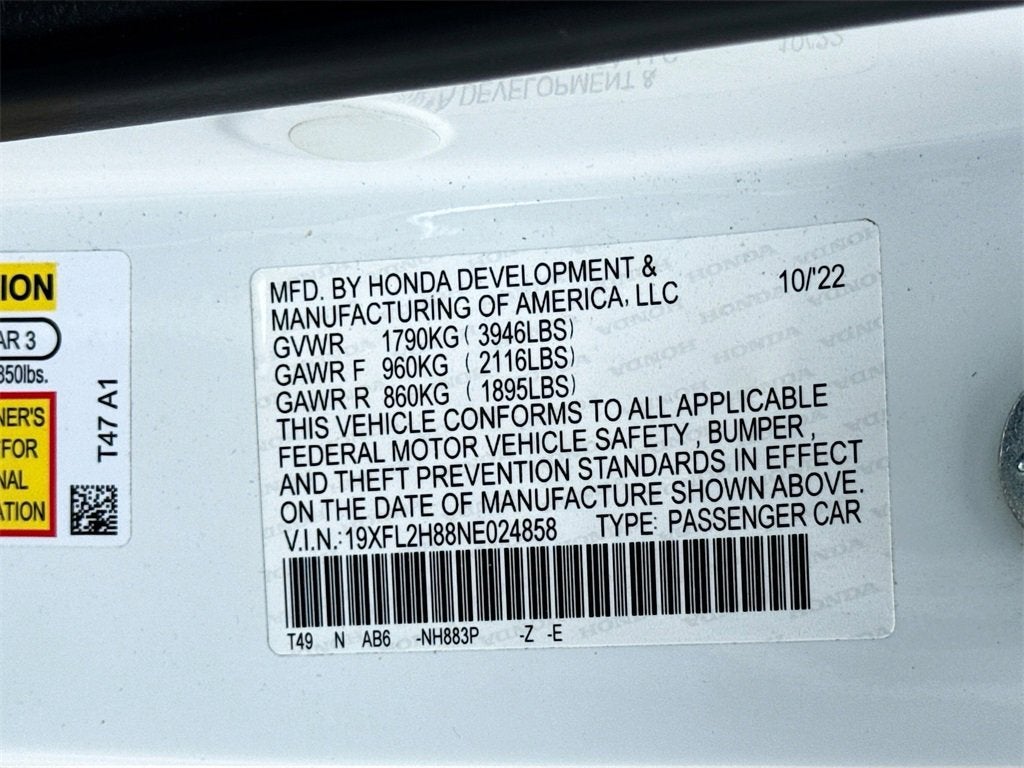 MFD. BY HONDA DEVELOPMENT &
MANUFACTURING OF AMERICA, LLC 10/'22
GVWR 1790KG ( 3946LBS)
GAWR F 960KG ( 2116LBS)
GAWR R 860KG ( 1895LBS)
THIS VEHICLE CONFORMS TO ALL APPLICABLE
FEDERAL MOTOR VEHICLE SAFETY , BUMPER ,
AND THEFT PREVENTION STANDARDS IN EFFECT
ON THE DATE OF MANUFACTURE SHOWN ABOVE.
V.I.N.: 19XFL2H88NE024858 TYPE: PASSENGER CAR
T49 N AB6 -NH883P -Z -E
ION
AR 3
850lbs.
NER'S
FOR
NAL
ATION
T47 A1